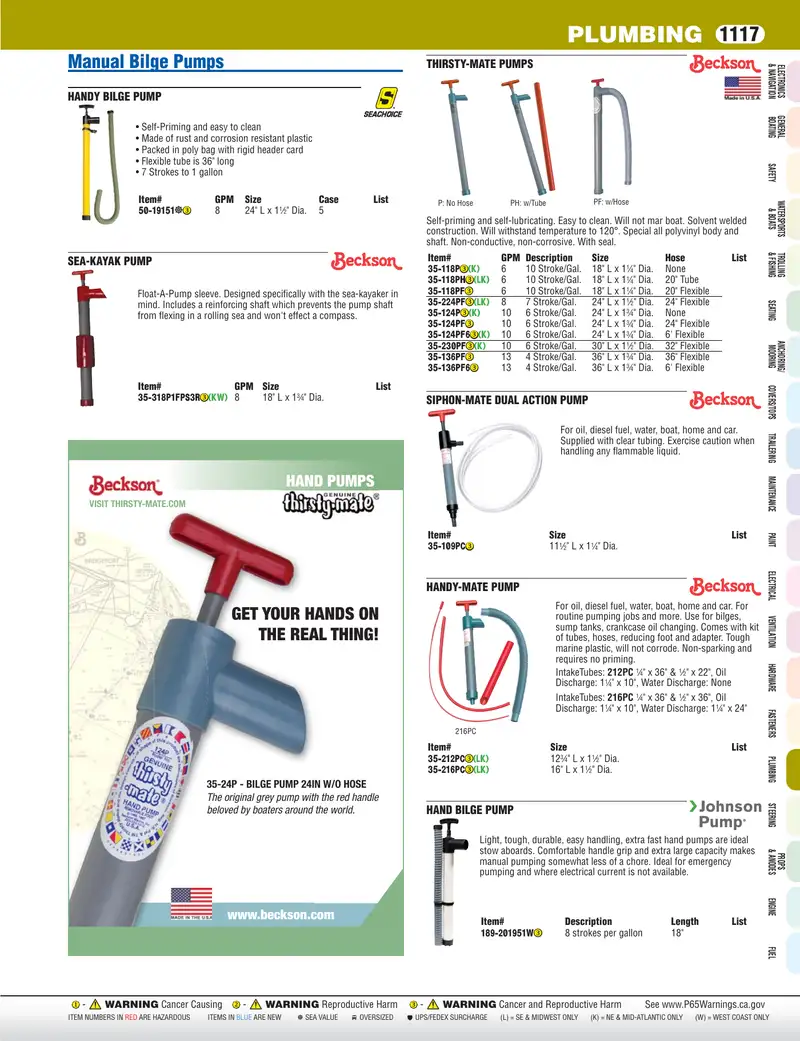 PLUMBING 1117
Manual Bilge Pumps
HANDY BILGE PUMP
S
SEACHOICE
• Self-Priming and easy to clean
• Made of rust and corrosion resistant plastic
• Packed in poly bag with rigid header card
• Flexible tube is 36" long
• 7 Strokes to 1 gallon
Item# GPM Size Case List
50-19151 3 8 24" L x 1½" Dia. 5
SEA-KAYAK PUMP
Beckson
Float-A-Pump sleeve. Designed specifically with the sea-kayaker in
mind. Includes a reinforcing shaft which prevents the pump shaft
from flexing in a rolling sea and won't effect a compass.
Item# GPM Size List
35-318P1FPS3R 3 (KW) 8 18" L x 1¾" Dia.
Beckson
HAND PUMPS
VISIT THIRSTY-MATE.COM
GENUINE
thirsty-mate®
GET YOUR HANDS ON
THE REAL THING!
124P
GENUINE
thirsty
-mate
HAND PUMP
U.S.A.
35-24P - BILGE PUMP 24IN W/O HOSE
The original grey pump with the red handle
beloved by boaters around the world.
MADE IN THE U.S.A
www.beckson.com
THIRSTY-MATE PUMPS
Beckson
Made in U.S.A.
P: No Hose PH: w/Tube PF: w/Hose
Self-priming and self-lubricating. Easy to clean. Will not mar boat. Solvent welded
construction. Will withstand temperature to 120°. Special all polyvinyl body and
shaft. Non-conductive, non-corrosive. With seal.
Item# GPM Description Size Hose List
35-118P 3 (K) 6 10 Stroke/Gal. 18" L x 1¼" Dia. None
35-118PH 3 (LK) 6 10 Stroke/Gal. 18" L x 1¼" Dia. 20" Tube
35-118PF 3 6 10 Stroke/Gal. 18" L x 1¼" Dia. 20" Flexible
35-224PF 3 (LK) 8 7 Stroke/Gal. 24" L x 1½" Dia. 24" Flexible
35-124P 3 (K) 10 6 Stroke/Gal. 24" L x 1¾" Dia. None
35-124PF 3 10 6 Stroke/Gal. 24" L x 1¾" Dia. 24" Flexible
35-124PF6 3 (K) 10 6 Stroke/Gal. 24" L x 1¾" Dia. 6' Flexible
35-230PF 3 (K) 10 6 Stroke/Gal. 30" L x 1½" Dia. 32" Flexible
35-136PF 3 13 4 Stroke/Gal. 36" L x 1¾" Dia. 36" Flexible
35-136PF6 3 13 4 Stroke/Gal. 36" L x 1¾" Dia. 6' Flexible
SIPHON-MATE DUAL ACTION PUMP
Beckson
For oil, diesel fuel, water, boat, home and car.
Supplied with clear tubing. Exercise caution when
handling any flammable liquid.
Item# Size List
35-109PC 3 11½" L x 1¼" Dia.
HANDY-MATE PUMP
Beckson
For oil, diesel fuel, water, boat, home and car. For
routine pumping jobs and more. Use for bilges,
sump tanks, crankcase oil changing. Comes with kit
of tubes, hoses, reducing foot and adapter. Tough
marine plastic, will not corrode. Non-sparking and
requires no priming.
IntakeTubes: 212PC ¼" x 36" & ½" x 22", Oil
Discharge: 1¼" x 10", Water Discharge: None
IntakeTubes: 216PC ¼" x 36" & ½" x 36", Oil
Discharge: 1¼" x 10", Water Discharge: 1¼" x 24"
216PC
Item# Size List
35-212PC 3 (LK) 12¾" L x 1½" Dia.
35-216PC 3 (LK) 16" L x 1½" Dia.
HAND BILGE PUMP
Johnson
Pump
Light, tough, durable, easy handling, extra fast hand pumps are ideal
stow aboards. Comfortable handle grip and extra large capacity makes
manual pumping somewhat less of a chore. Ideal for emergency
pumping and where electrical current is not available.
Item# Description Length List
189-201951W 3 8 strokes per gallon 18"
ELECTRONICS
& NAVIGATION
GENERAL
BOATING
SAFETY
WATERSPORTS
& BOATS
TROLLING
& FISHING
SEATING
ANCHORING/
MOORING
COVERS/TOPS
TRAILERING
MAINTENANCE
PAINT
ELECTRICAL
VENTILATION
HARDWARE
FASTENERS
PLUMBING
STEERING
PROPS
& ANODES
ENGINE
FUEL
1 - WARNING Cancer Causing 2 - WARNING Reproductive Harm 3 - WARNING Cancer and Reproductive Harm See www.P65Warnings.ca.gov
ITEM NUMBERS IN RED ARE HAZARDOUS ITEMS IN BLUE ARE NEW SEA VALUE OVERSIZED UPS/FEDEX SURCHARGE (L) = SE & MIDWEST ONLY (K) = NE & MID-ATLANTIC ONLY (W) = WEST COAST ONLY